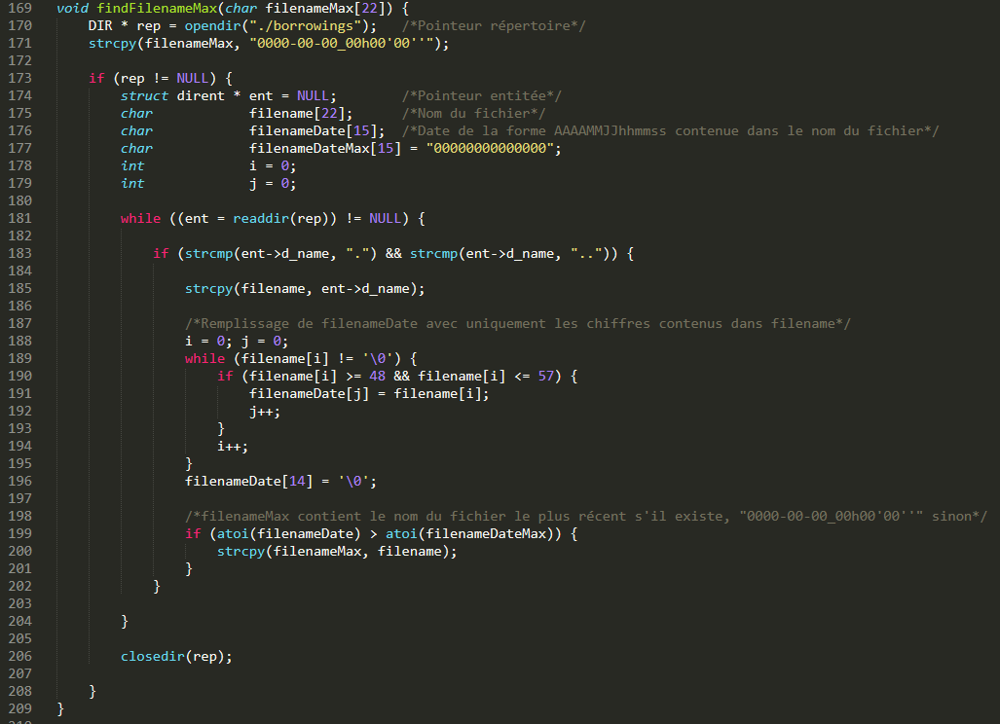 169 void findFilenameMax(char filenameMax[22]) {
170     DIR * rep = opendir("./borrowings");   /*Pointeur répertoire*/
171     strcpy(filenameMax, "0000-00-00_00h00'00''");
172
173     if (rep != NULL) {
174         struct dirent * ent = NULL;        /*Pointeur entitée*/
175         char            filename[22];      /*Nom du fichier*/
176         char            filenameDate[15];  /*Date de la forme AAAAMMJJhhmmss contenue dans le nom du fichier*/
177         char            filenameDateMax[15] = "00000000000000";
178         int             i = 0;
179         int             j = 0;
180
181         while ((ent = readdir(rep)) != NULL) {
182
183             if (strcmp(ent->d_name, ".") && strcmp(ent->d_name, "..")) {
184
185                 strcpy(filename, ent->d_name);
186
187                 /*Remplissage de filenameDate avec uniquement les chiffres contenus dans filename*/
188                 i = 0; j = 0;
189                 while (filename[i] != '\0') {
190                     if (filename[i] >= 48 && filename[i] <= 57) {
191                         filenameDate[j] = filename[i];
192                         j++;
193                     }
194                     i++;
195                 }
196                 filenameDate[14] = '\0';
197
198                 /*filenameMax contient le nom du fichier le plus récent s'il existe, "0000-00-00_00h00'00''" sinon*/
199                 if (atoi(filenameDate) > atoi(filenameDateMax)) {
200                     strcpy(filenameMax, filename);
201                 }
202             }
203
204         }
205
206         closedir(rep);
207
208     }
209 }